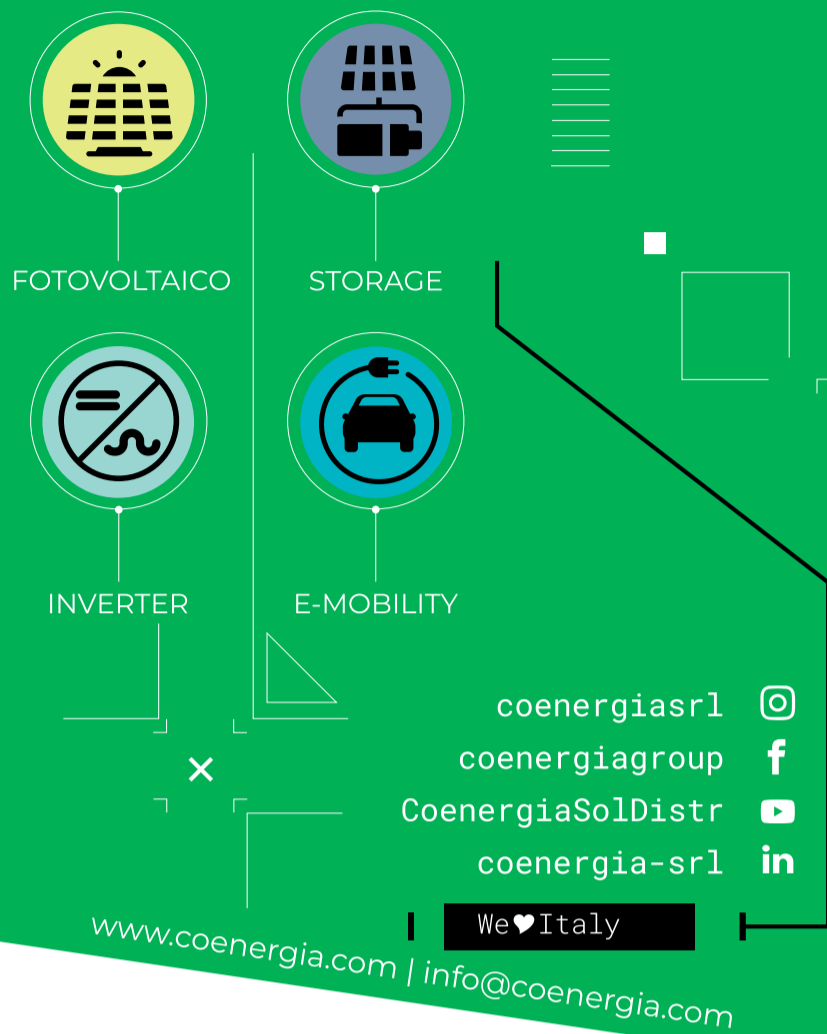 FOTOVOLTAICO
STORAGE
INVERTER
E-MOBILITY
coenergiasrl
coenergiagroup
CoenergiaSolDistr
coenergia-srl
We♥Italy
www.coenergia.com | info@coenergia.com